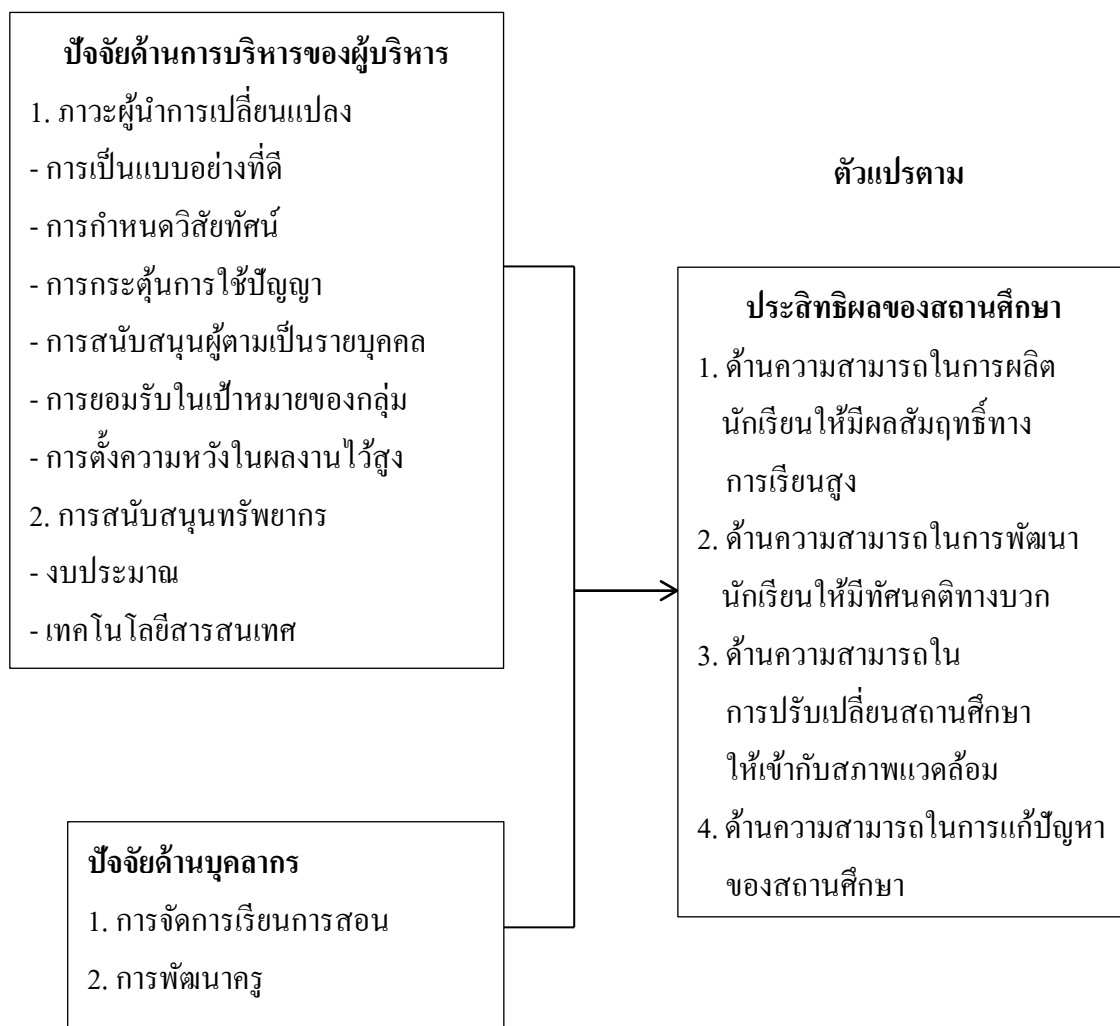 ปัจจัยด้านการบริหารของผู้บริหาร
1. ภาวะผู้นำการเปลี่ยนแปลง
- การเป็นแบบอย่างที่ดี
- การกำหนดวิสัยทัศน์
- การกระตุ้นการใช้ปัญญา
- การสนับสนุนผู้ตามเป็นรายบุคคล
- การยอมรับในเป้าหมายของกลุ่ม
- การตั้งความหวังในผลงานไว้สูง
2. การสนับสนุนทรัพยากร
- งบประมาณ
- เทคโนโลยีสารสนเทศ
ปัจจัยด้านบุคลากร
1. การจัดการเรียนการสอน
2. การพัฒนาครู
ตัวแปรตาม
ประสิทธิผลของสถานศึกษา
1. ด้านความสามารถในการผลิต
นักเรียนให้มีผลสัมฤทธิ์ทาง
การเรียนสูง
2. ด้านความสามารถในการพัฒนา
นักเรียนให้มีทัศนคติทางบวก
3. ด้านความสามารถใน
การปรับเปลี่ยนสถานศึกษา
ให้เข้ากับสภาพแวดล้อม
4. ด้านความสามารถในการแก้ปัญหา
ของสถานศึกษา